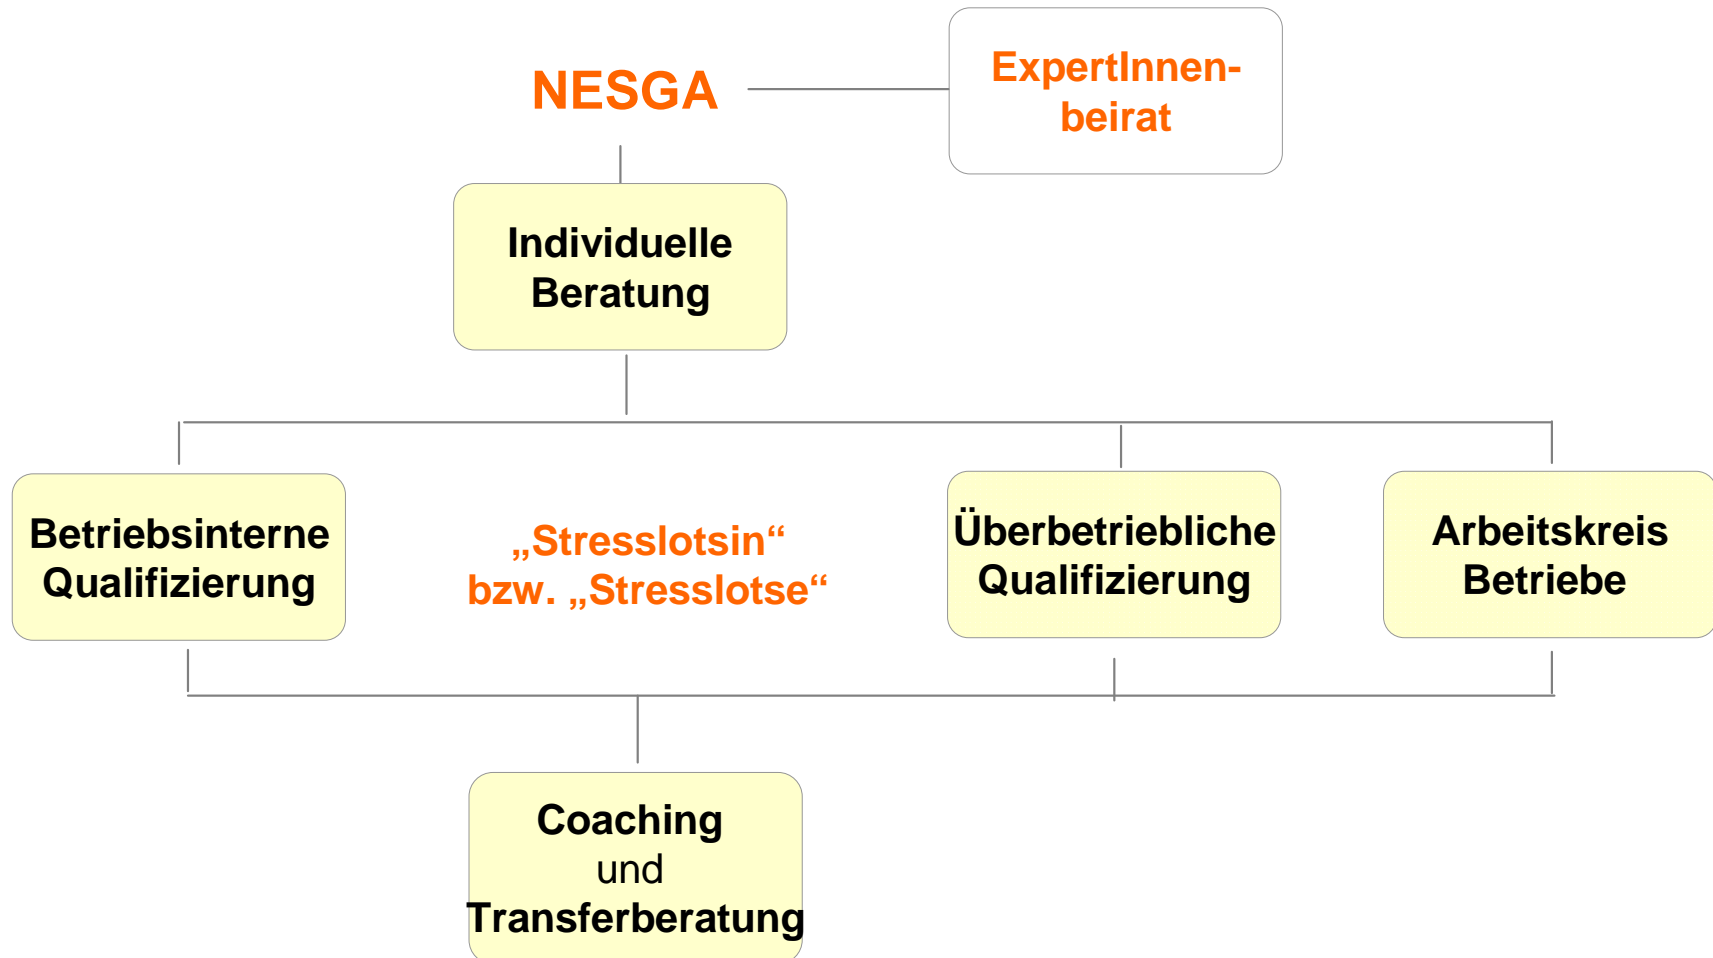 NESGA
ExpertInnen-
beirat
Individuelle
Beratung
Betriebsinterne
Qualifizierung
„Stresslotsin“
bzw. „Stresslotse“
Überbetriebliche
Qualifizierung
Arbeitskreis
Betriebe
Coaching
und
Transferberatung